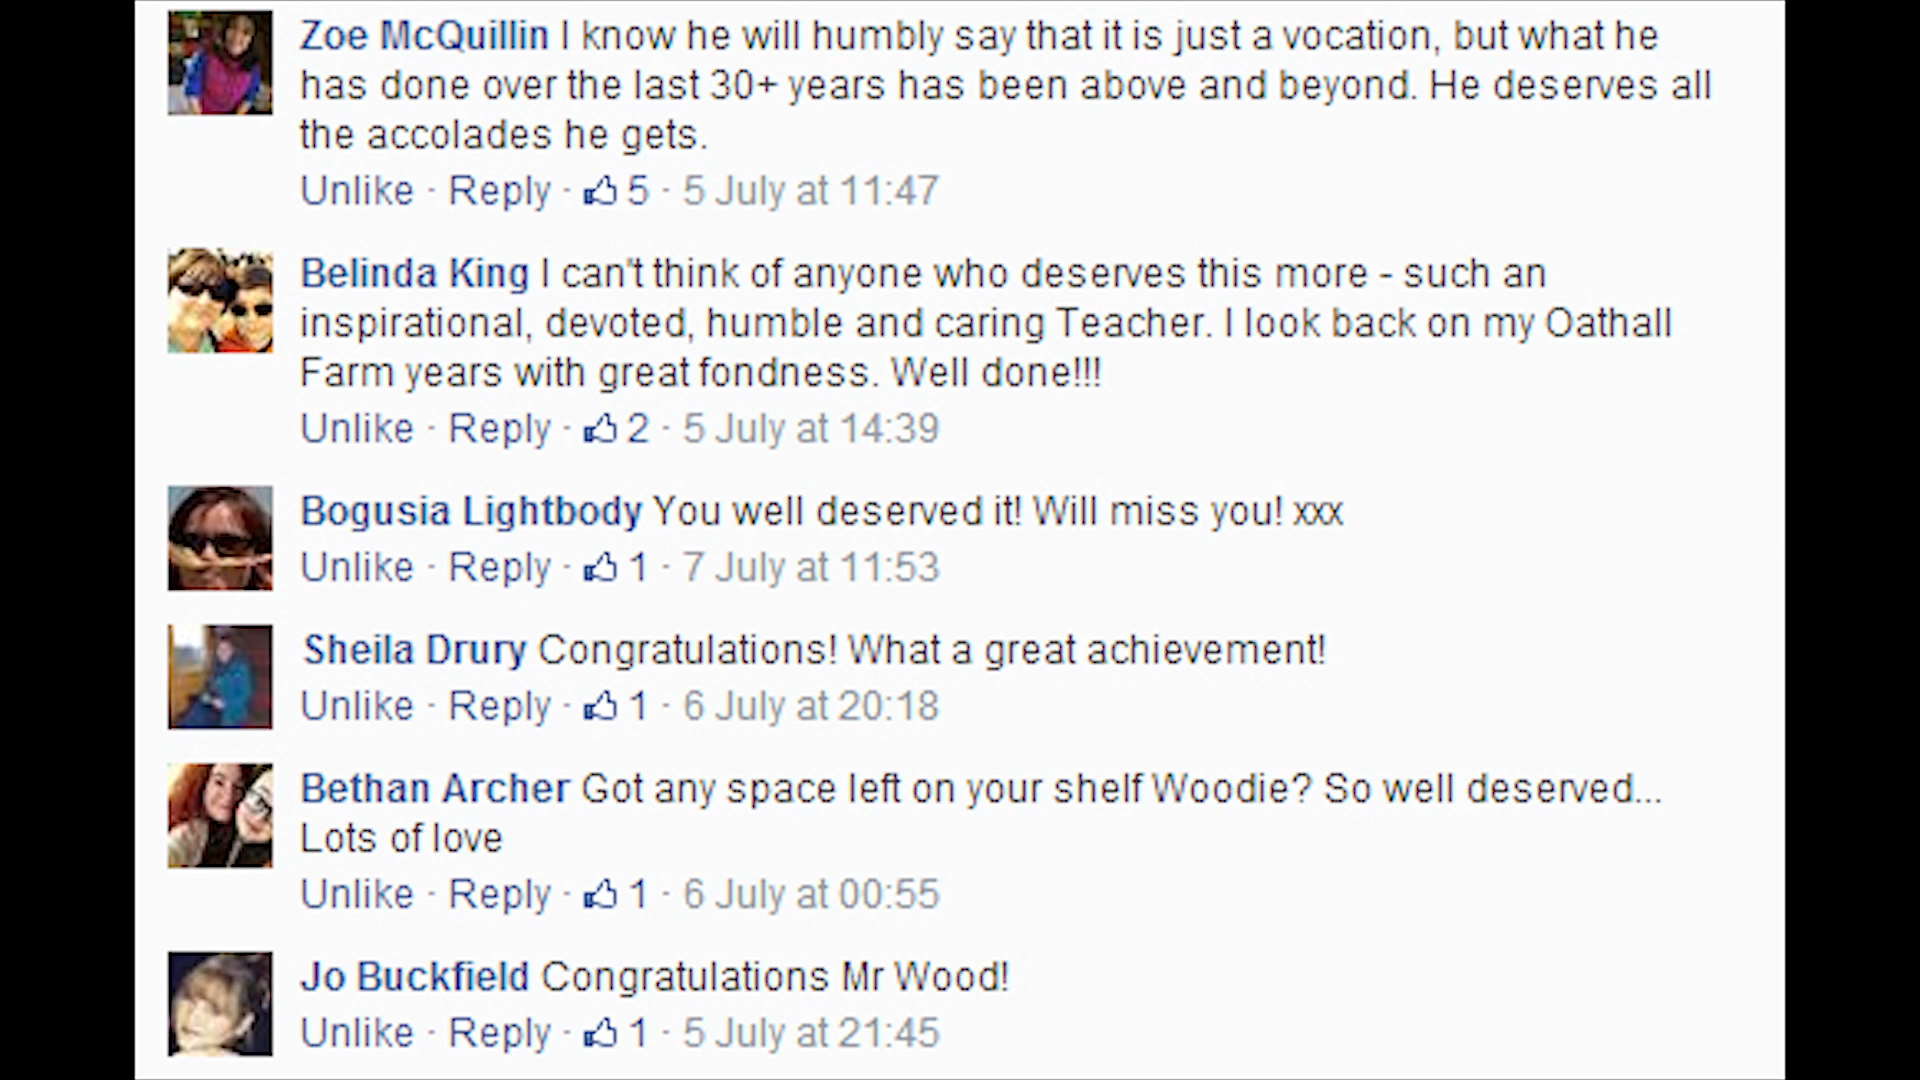 Zoe McQuillin I know he will humbly say that it is just a vocation, but what he
has done over the last 30+ years has been above and beyond. He deserves all
the accolades he gets.
Unlike · Reply · 5 · 5 July at 11:47
Belinda King I can't think of anyone who deserves this more - such an
inspirational, devoted, humble and caring Teacher. I look back on my Oathall
Farm years with great fondness. Well done!!!
Unlike · Reply · 2 · 5 July at 14:39
Bogusia Lightbody You well deserved it! Will miss you! xxx
Unlike · Reply · 1 · 7 July at 11:53
Sheila Drury Congratulations! What a great achievement!
Unlike · Reply · 1 · 6 July at 20:18
Bethan Archer Got any space left on your shelf Woodie? So well deserved...
Lots of love
Unlike · Reply · 1 · 6 July at 00:55
Jo Buckfield Congratulations Mr Wood!
Unlike · Reply · 1 · 5 July at 21:45